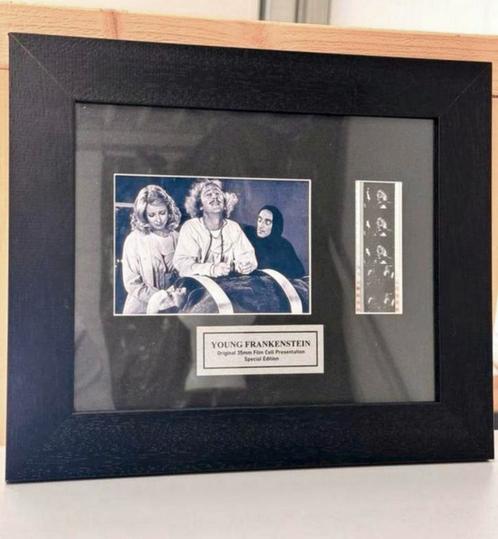 YOUNG FRANKENSTEIN
Original 35mm Film Cell Presentation
Special Edition